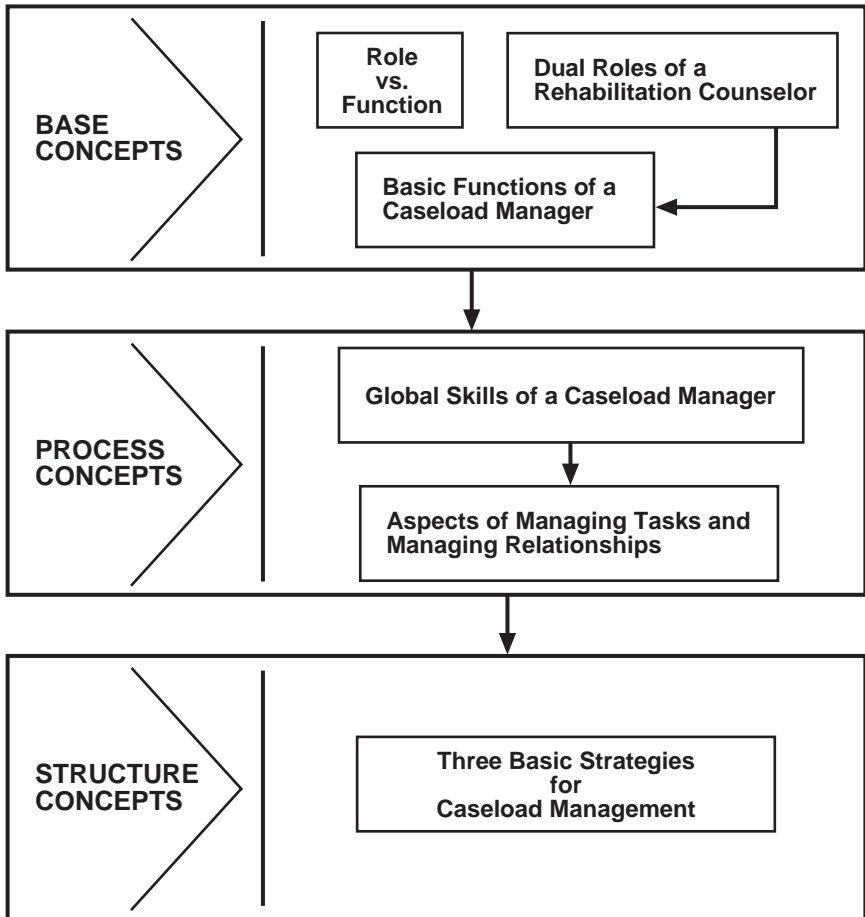 BASE
CONCEPTS
Role
vs.
Function
Dual Roles of a
Rehabilitation Counselor
Basic Functions of a
Caseload Manager
PROCESS
CONCEPTS
Global Skills of a Caseload Manager
Aspects of Managing Tasks and
Managing Relationships
STRUCTURE
CONCEPTS
Three Basic Strategies
for
Caseload Management